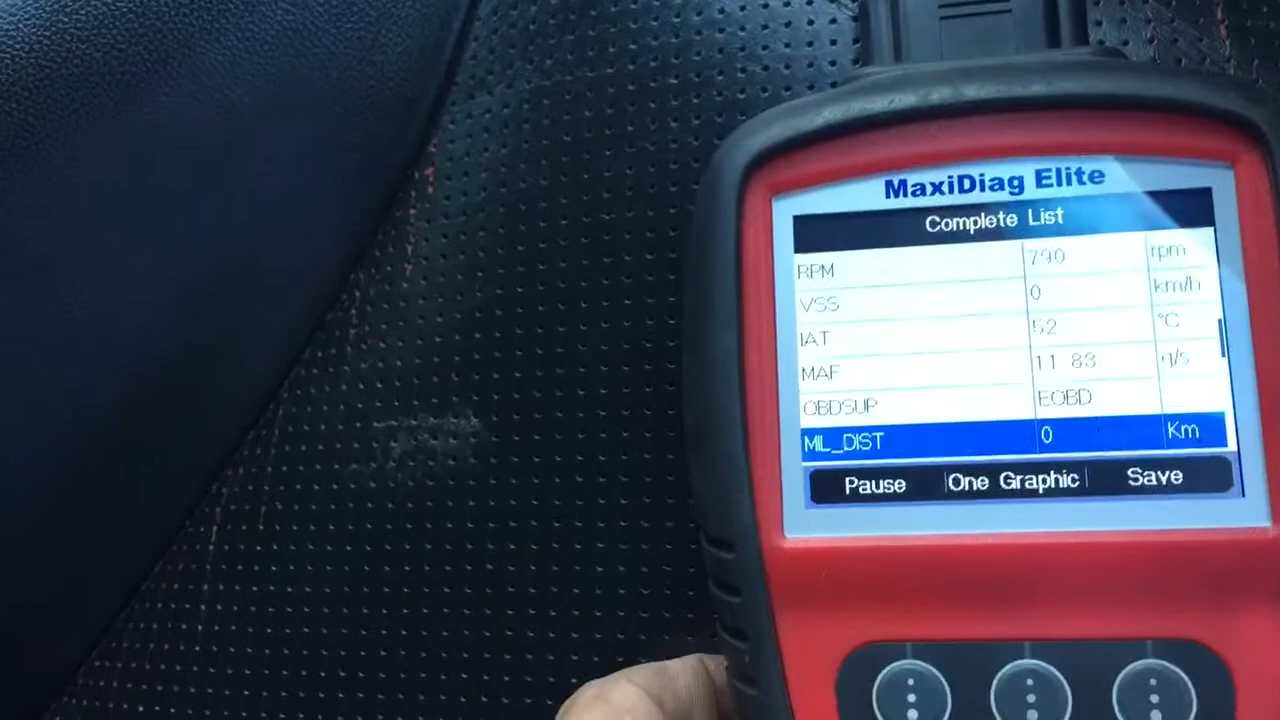 MaxiDiag Elite
Complete List
RPM 790 rpm
VSS 0 km/h
IAT 52 °C
MAF 11 88 g/s
OBDSUP EOBD
MIL_DIST 0 Km
Pause One Graphic Save